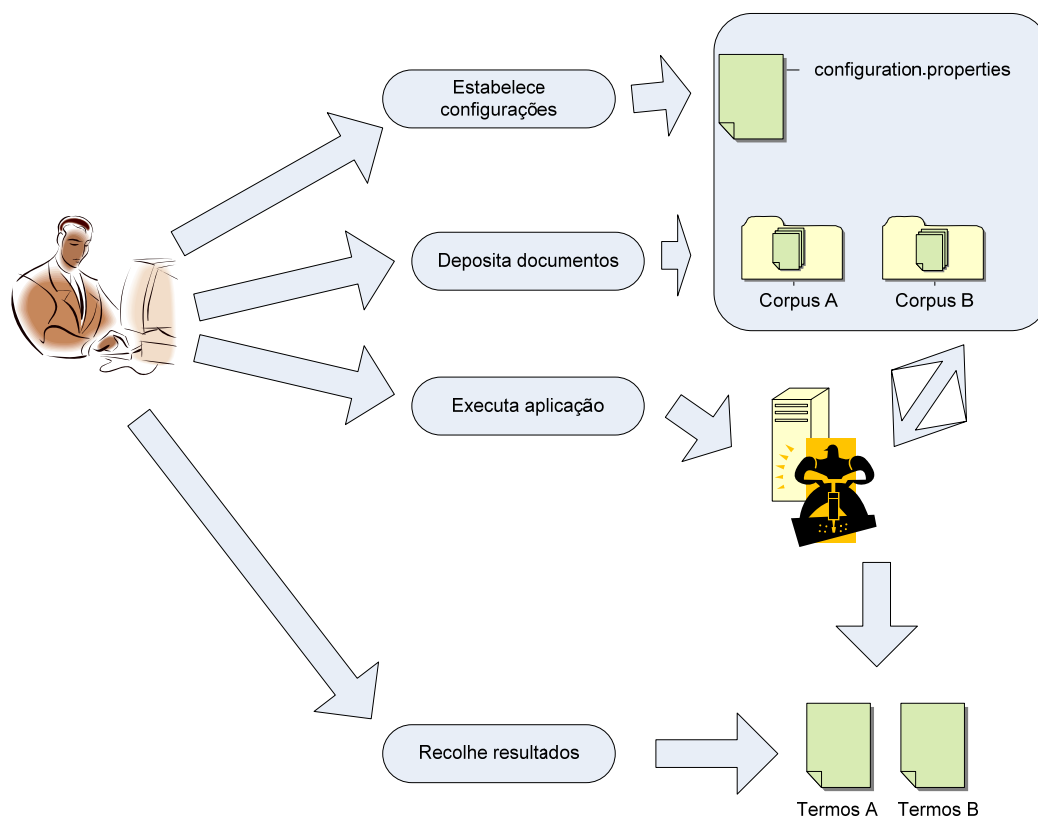 Estabelece
configurações
configuration.properties
Deposita documentos
Corpus A
Corpus B
Executa aplicação
Recolhe resultados
Termos A
Termos B